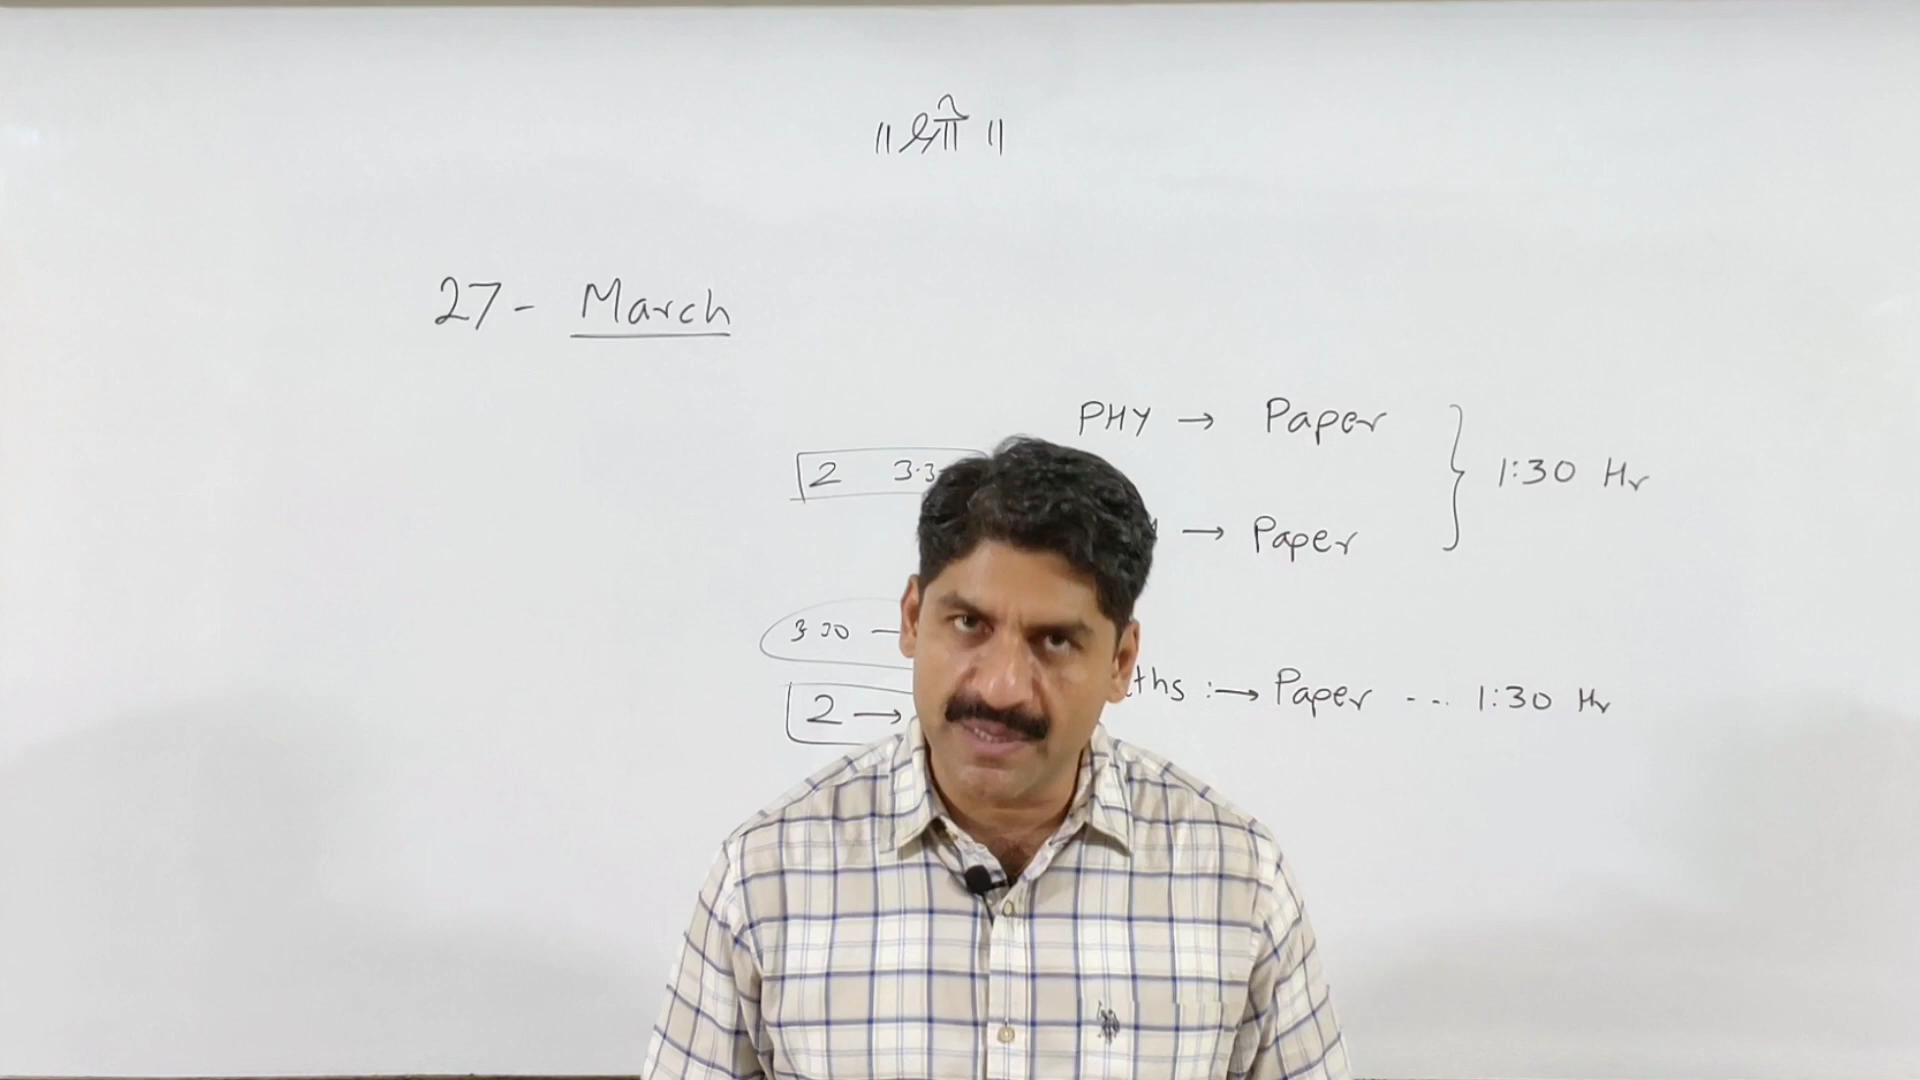 ॥ श्री ॥
27 - March
PHY → Paper
2 3.3
1:30 Hr
→ Paper
3:30 —
ths :→ Paper ... 1:30 Hr
2 →